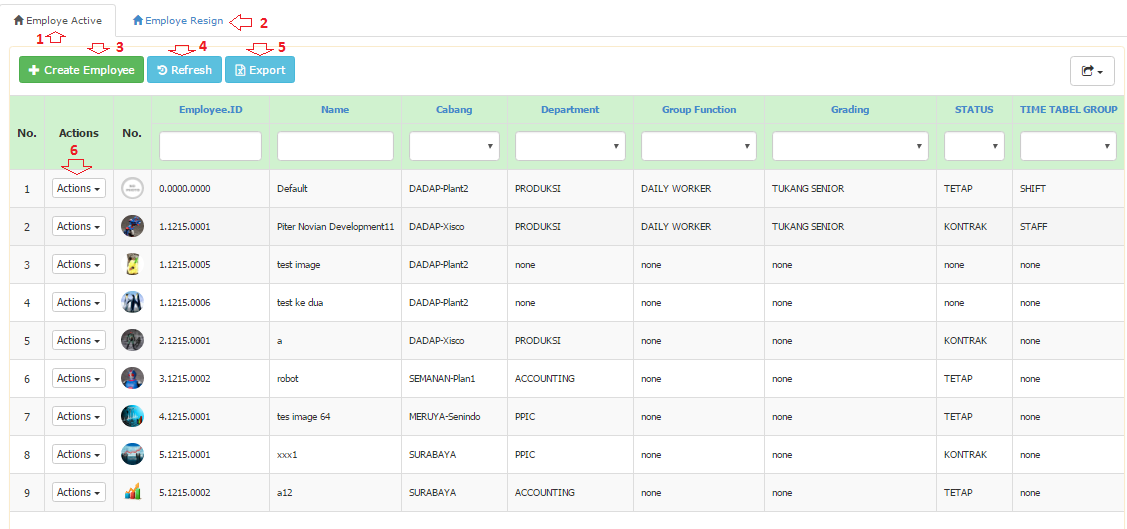 Employe Active Employe Resign 2
1 3 4 5
Create Employee Refresh Export
No. Actions No. Employee.ID Name Cabang Department Group Function Grading STATUS TIME TABEL GROUP
6
1 Actions 0.0000.0000 Default DADAP-Plant2 PRODUKSI DAILY WORKER TUKANG SENIOR TETAP SHIFT
2 Actions 1.1215.0001 Piter Novian Development11 DADAP-Xisco PRODUKSI DAILY WORKER TUKANG SENIOR KONTRAK STAFF
3 Actions 1.1215.0005 test image DADAP-Plant2 none none none none none
4 Actions 1.1215.0006 test ke dua DADAP-Plant2 none none none none none
5 Actions 2.1215.0001 a DADAP-Xisco PRODUKSI none none KONTRAK none
6 Actions 3.1215.0002 robot SEMANAN-Plan1 ACCOUNTING none none TETAP none
7 Actions 4.1215.0001 tes image 64 MERUYA-Senindo PPIC none none TETAP none
8 Actions 5.1215.0001 xxx1 SURABAYA PPIC none none KONTRAK none
9 Actions 5.1215.0002 a12 SURABAYA ACCOUNTING none none TETAP none